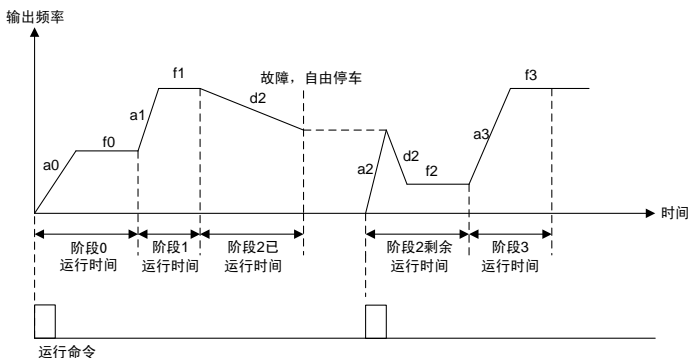 输出频率
f1
故障，自由停车
f3
a1
d2
f0
a3
a0
a2
d2
f2
时间
阶段0
运行时间
阶段1
运行时间
阶段2已
运行时间
阶段2剩余
运行时间
阶段3
运行时间
运行命令